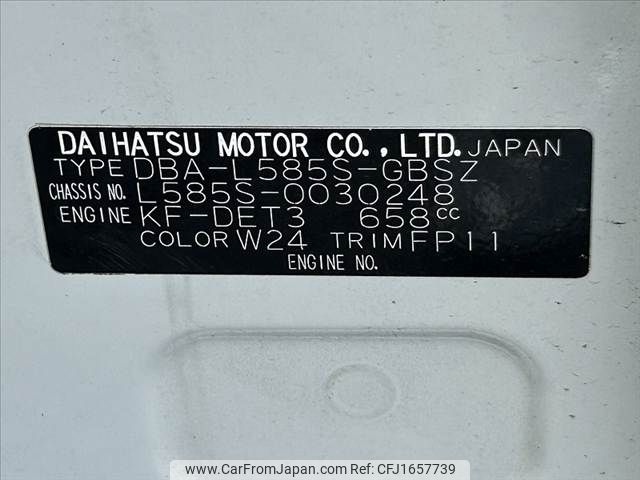 DAIHATSU MOTOR CO., LTD. JAPAN
TYPE DBA-L585S-GBSZ
CHASSIS NO. L585S-0030248
ENGINE KF-DET3 658cc
COLOR W24 TRIM FP11
ENGINE NO.
www.CarFromJapan.com - CFJ1657739